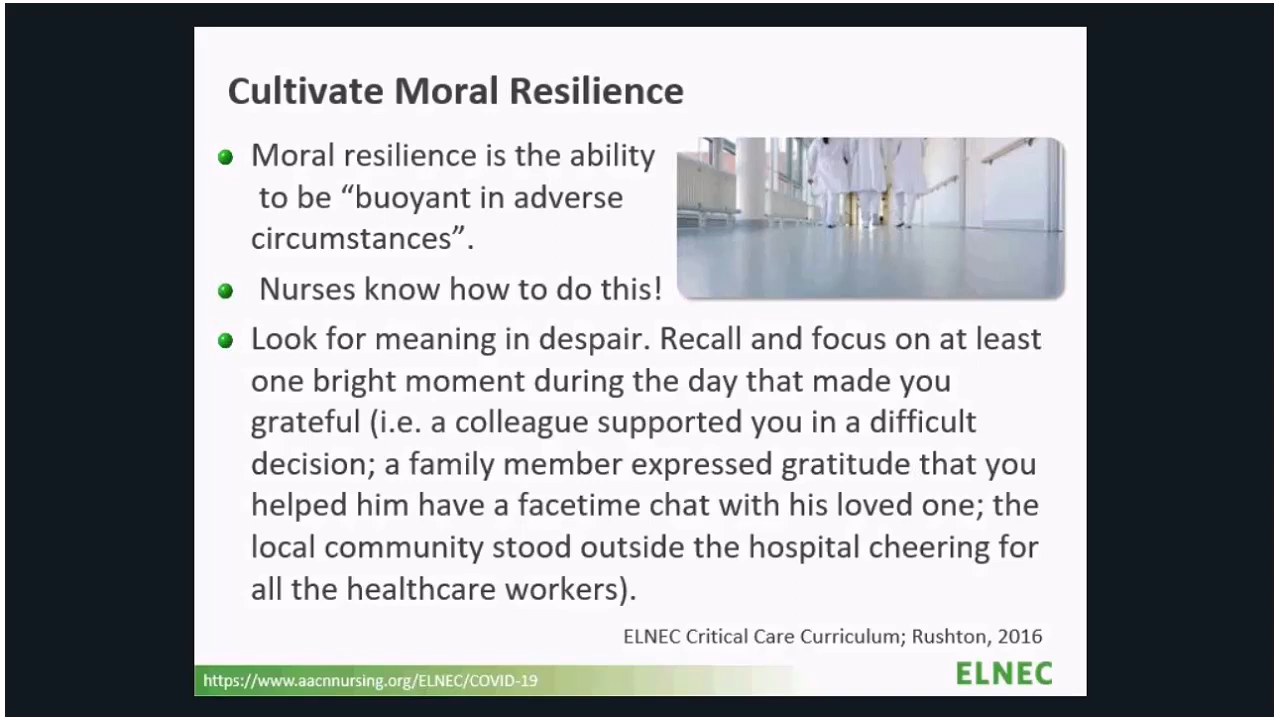 Cultivate Moral Resilience
Moral resilience is the ability
to be “buoyant in adverse
circumstances”.
Nurses know how to do this!
Look for meaning in despair. Recall and focus on at least
one bright moment during the day that made you
grateful (i.e. a colleague supported you in a difficult
decision; a family member expressed gratitude that you
helped him have a facetime chat with his loved one; the
local community stood outside the hospital cheering for
all the healthcare workers).
ELNEC Critical Care Curriculum; Rushton, 2016
https://www.aacnnursing.org/ELNEC/COVID-19
ELNEC